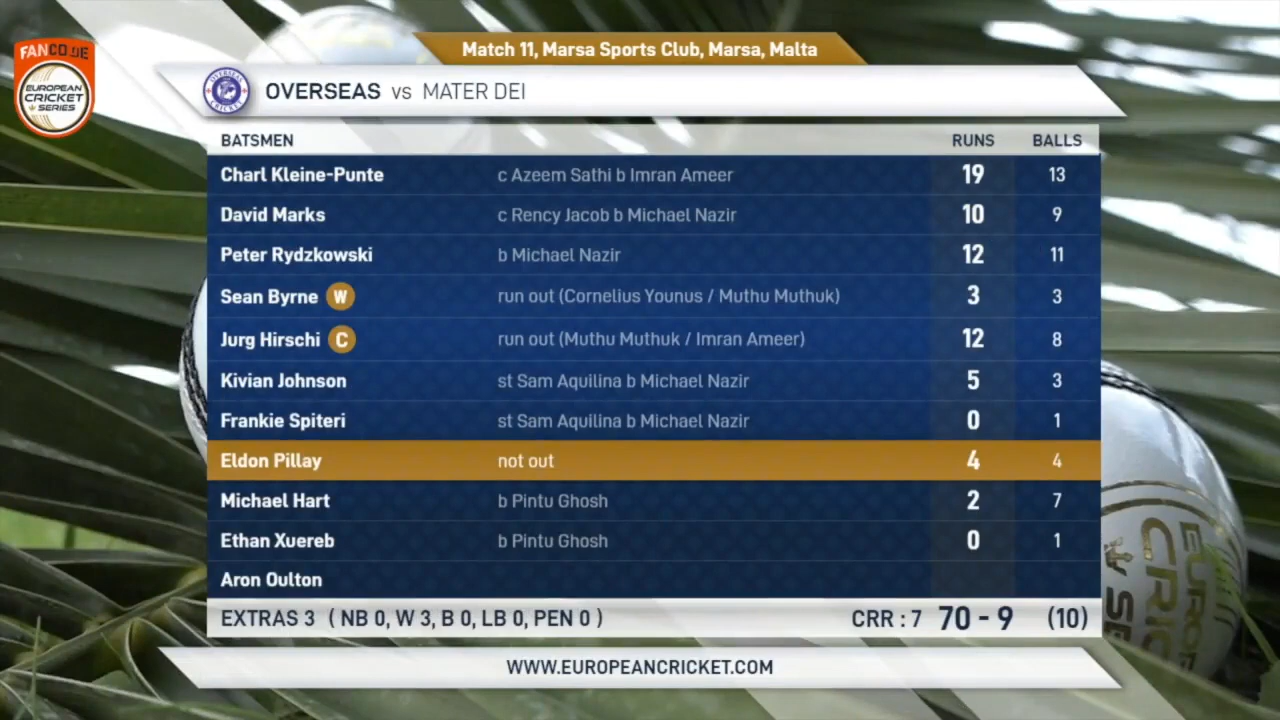 Match 11, Marsa Sports Club, Marsa, Malta
FANCODE
EUROPEAN
CRICKET
SERIES
OVERSEAS
CRICKET
OVERSEAS vs MATER DEI
BATSMEN RUNS BALLS
Charl Kleine-Punte c Azeem Sathi b Imran Ameer 19 13
David Marks c Rency Jacob b Michael Nazir 10 9
Peter Rydzkowski b Michael Nazir 12 11
Sean Byrne W run out (Cornelius Younus / Muthu Muthuk) 3 3
Jurg Hirschi C run out (Muthu Muthuk / Imran Ameer) 12 8
Kivian Johnson st Sam Aquilina b Michael Nazir 5 3
Frankie Spiteri st Sam Aquilina b Michael Nazir 0 1
Eldon Pillay not out 4 4
Michael Hart b Pintu Ghosh 2 7
Ethan Xuereb b Pintu Ghosh 0 1
Aron Oulton
EXTRAS 3 ( NB 0, W 3, B 0, LB 0, PEN 0 ) CRR : 7 70 - 9 (10)
WWW.EUROPEANCRICKET.COM